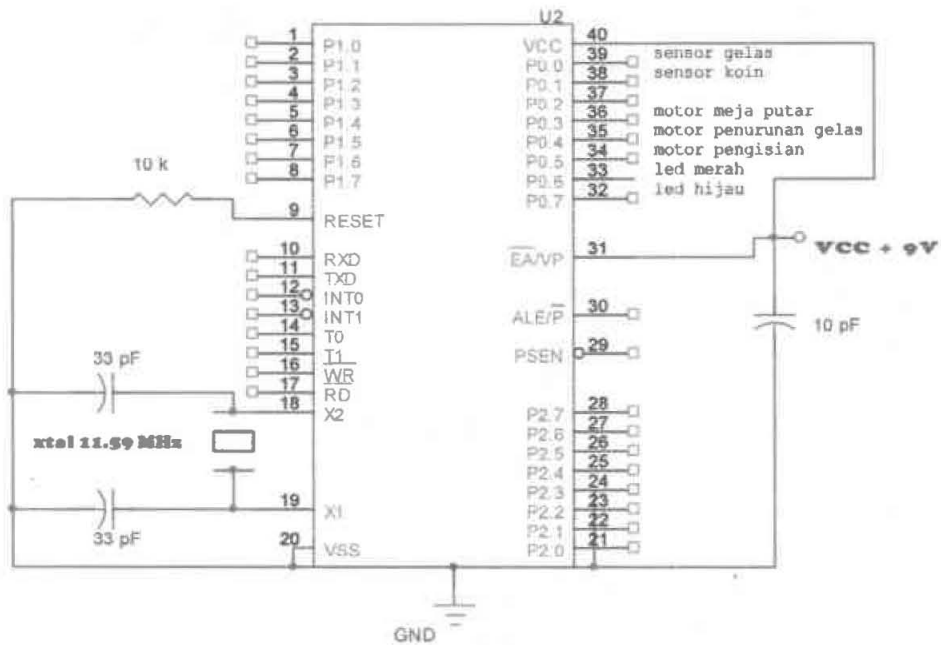 U2
1 P1.0
2 P1.1
3 P1.2
4 P1.3
5 P1.4
6 P1.5
7 P1.6
8 P1.7
10 k
9 RESET
10 RXD
11 TXD
12 INT0
13 INT1
14 T0
15 T1
16 WR
17 RD
18 X2
33 pF
xtal 11.59 MHz
19 X1
33 pF
20 VSS
VCC 40
P0.0 39 sensor gelas
P0.1 38 sensor koin
P0.2 37
P0.3 36 motor meja putar
P0.4 35 motor penurunan gelas
P0.5 34 motor pengisian
P0.6 33 led merah
P0.7 32 led hijau
EA/VP 31
VCC + 9V
ALE/P 30
10 pF
PSEN 29
P2.7 28
P2.6 27
P2.5 26
P2.4 25
P2.3 24
P2.2 23
P2.1 22
P2.0 21
GND